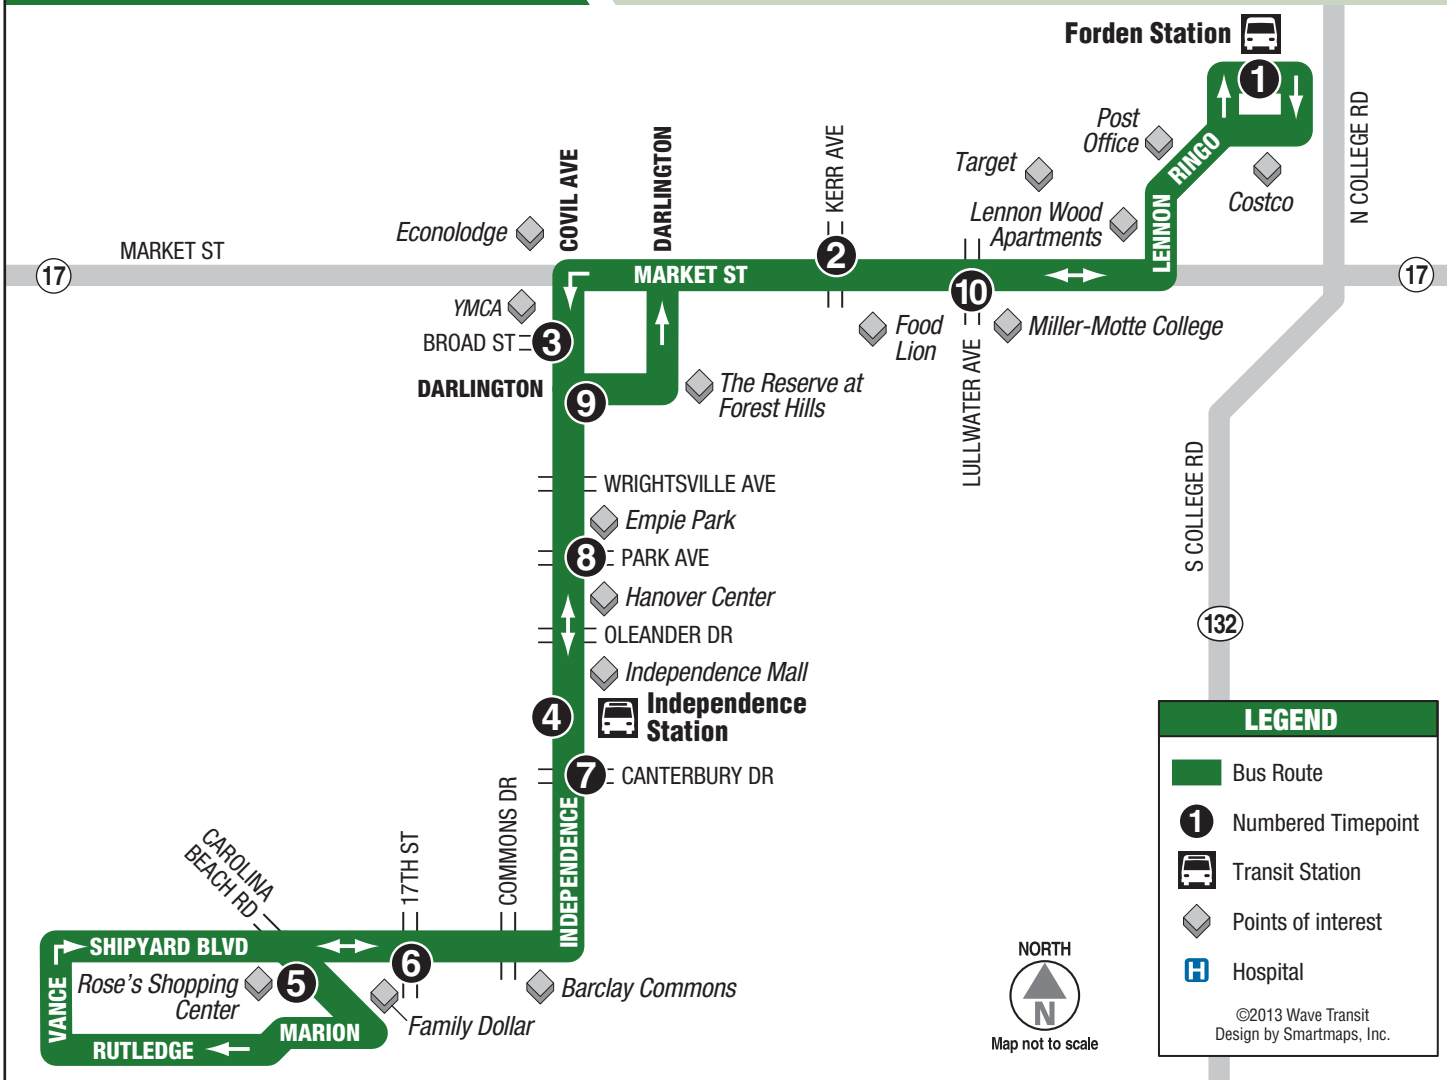 Forden Station
1
N COLLEGE RD
Post
Office
RINGO
Costco
Target
KERR AVE
DARLINGTON
COVIL AVE
Lennon Wood
Apartments
LENNON
Econolodge
MARKET ST
17
MARKET ST
2
10
17
YMCA
BROAD ST
3
Food
Lion
Miller-Motte College
LULLWATER AVE
DARLINGTON
9
The Reserve at
Forest Hills
WRIGHTSVILLE AVE
Empie Park
8
PARK AVE
Hanover Center
OLEANDER DR
Independence Mall
4
Independence
Station
7
CANTERBURY DR
S COLLEGE RD
132
INDEPENDENCE
COMMONS DR
17TH ST
CAROLINA
BEACH RD
SHIPYARD BLVD
6
5
Rose's Shopping
Center
VANCE
MARION
RUTLEDGE
Family Dollar
Barclay Commons
NORTH
N
Map not to scale
LEGEND
Bus Route
1
Numbered Timepoint
Transit Station
Points of interest
H
Hospital
©2013 Wave Transit
Design by Smartmaps, Inc.